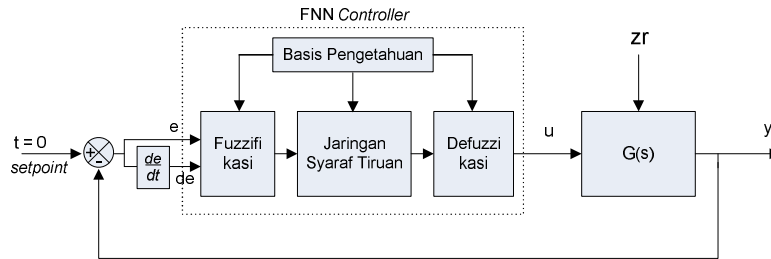 FNN Controller
Basis Pengetahuan
zr
t = 0
setpoint
+
-
e
de
dt
de
Fuzzifi
kasi
Jaringan
Syaraf Tiruan
Defuzzi
kasi
u
G(s)
y